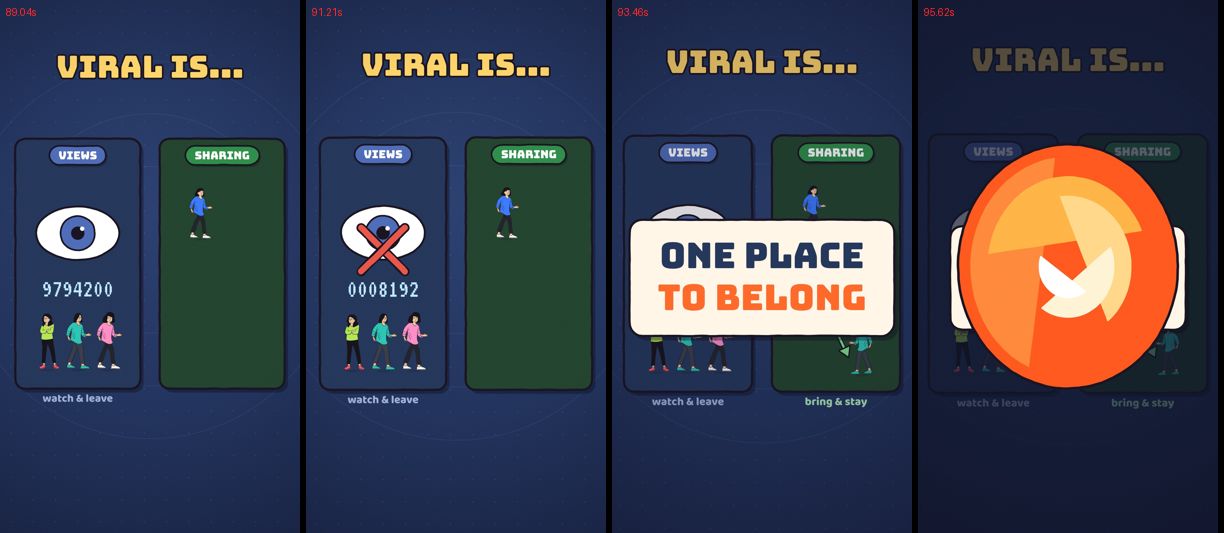 89.04s
VIRAL IS...
VIEWS
SHARING
9794200
watch & leave
91.21s
VIRAL IS...
VIEWS
SHARING
0008192
watch & leave
93.46s
VIRAL IS...
VIEWS
SHARING
ONE PLACE
TO BELONG
watch & leave
bring & stay
95.62s
VIRAL IS...
VIEWS
SHARING
watch & leave
bring & stay